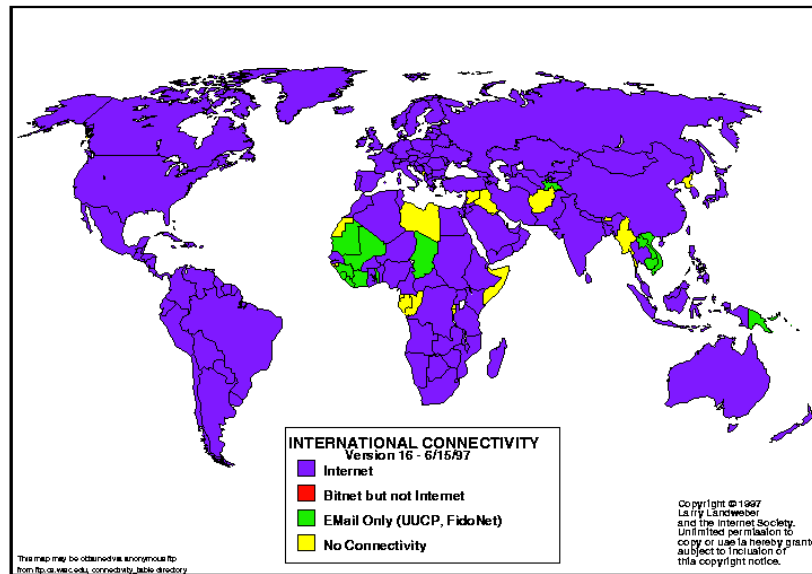 INTERNATIONAL CONNECTIVITY
Version 16 - 6/15/97
Internet
Bitnet but not Internet
EMail Only (UUCP, FidoNet)
No Connectivity
Copyright © 1997
Larry Landweber
and the Internet Society.
Unlimited permission to
copy or use is hereby grante
subject to inclusion of
this copyright notice.
This map may be obtained via anonymous ftp
from ftp.cs.wisc.edu, connectivity_table directory